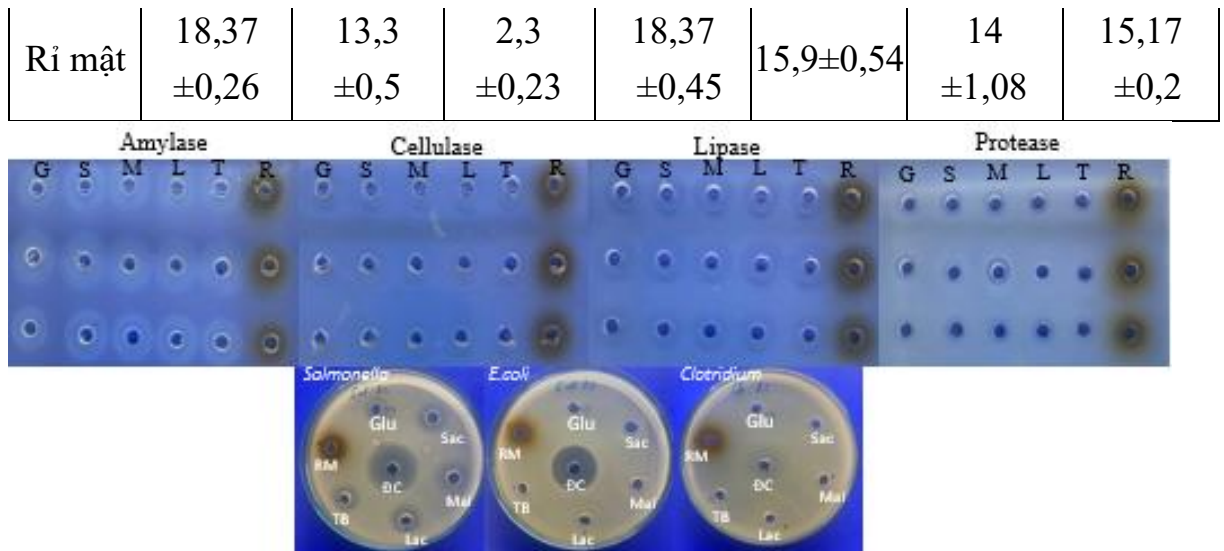 Rỉ mật 18,37 ±0,26 13,3 ±0,5 2,3 ±0,23 18,37 ±0,45 15,9±0,54 14 ±1,08 15,17 ±0,2
Amylase Cellulase Lipase Protease
G S M L T R G S M L T R G S M L T R G S M L T R
Salmonella E.coli Clotridium
Glu Glu Glu
Sac Sac Sac
RM RM RM
ĐC ĐC ĐC
Mal Mal Mal
TB TB TB
Lac Lac Lac